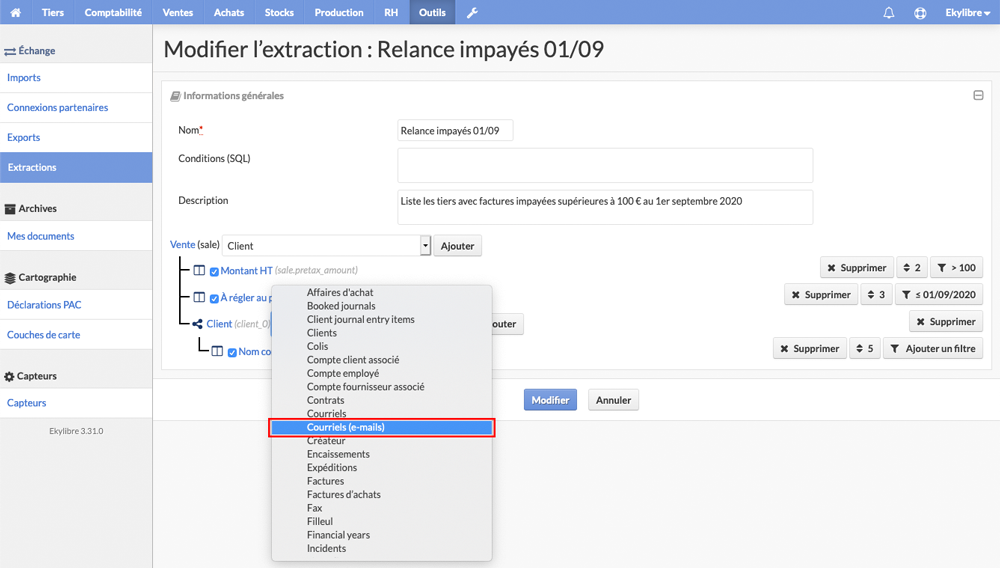 Tiers Comptabilité Ventes Achats Stocks Production RH Outils Ekylibre
Modifier l'extraction : Relance impayés 01/09
Échange
Imports
Connexions partenaires
Exports
Extractions
Archives
Mes documents
Cartographie
Déclarations PAC
Couches de carte
Capteurs
Capteurs
Ekylibre 3.31.0
Informations générales
Nom* Relance impayés 01/09
Conditions (SQL)
Description Liste les tiers avec factures impayées supérieures à 100 € au 1er septembre 2020
Vente (sale) Client Ajouter
Montant HT (sale.pretax_amount) Supprimer 2 > 100
À régler au p Supprimer 3 ≤ 01/09/2020
Client (client_0) outer Supprimer
Nom co Supprimer 5 Ajouter un filtre
Affaires d'achat
Booked journals
Client journal entry items
Clients
Colis
Compte client associé
Compte employé
Compte fournisseur associé
Contrats
Courriels
Courriels (e-mails)
Créateur
Encaissements
Expéditions
Factures
Factures d'achats
Fax
Filleul
Financial years
Incidents
Modifier Annuler